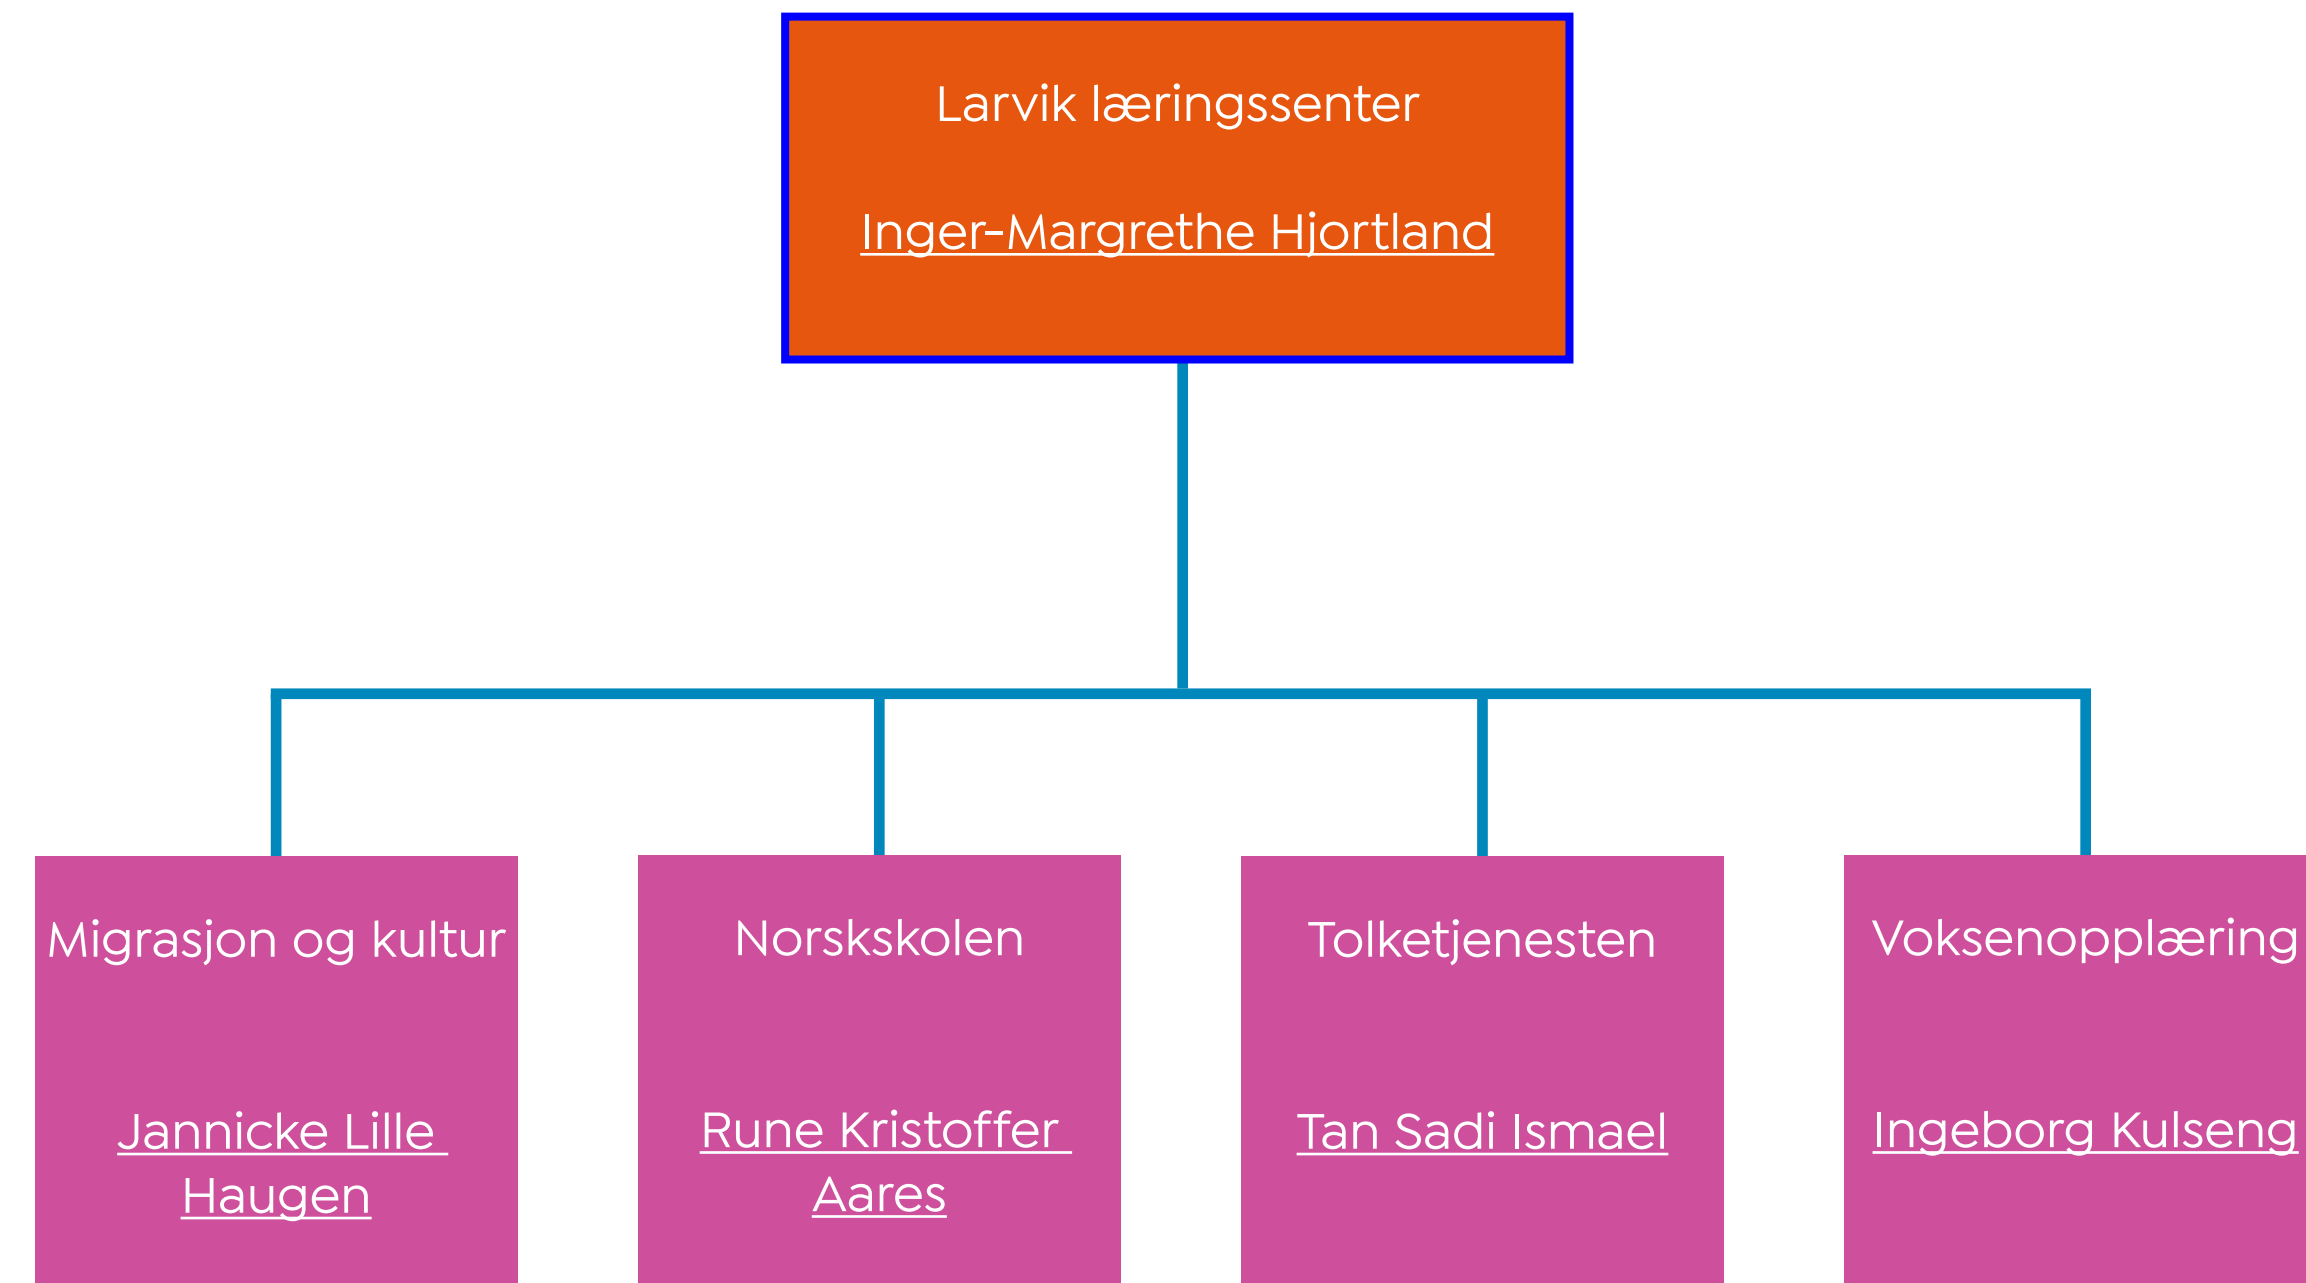 Larvik læringssenter
Inger-Margrethe Hjortland
Migrasjon og kultur
Jannicke Lille
Haugen
Norskskolen
Rune Kristoffer
Aares
Tolketjenesten
Tan Sadi Ismael
Voksenopplæring
Ingeborg Kulseng